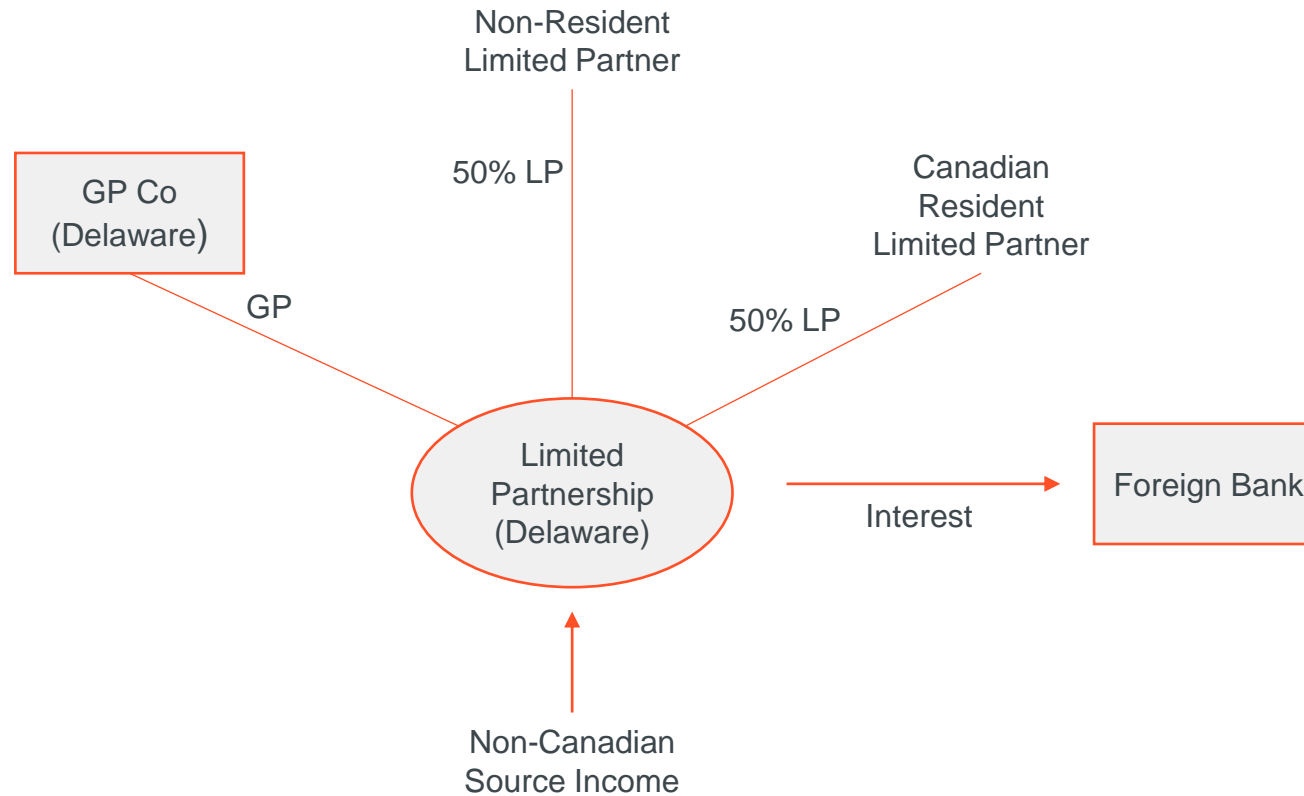 Non-Resident
Limited Partner
50% LP
GP Co
(Delaware)
GP
Canadian
Resident
Limited Partner
50% LP
Limited
Partnership
(Delaware)
Interest
Foreign Bank
Non-Canadian
Source Income